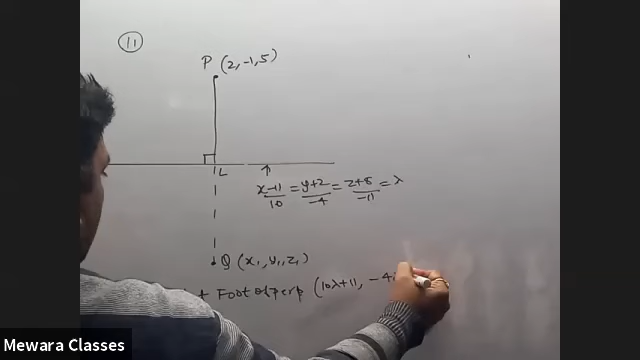 11
P (2, -1, 5)
L
x-11/10 = y+2/-4 = z+8/-11 = λ
Q (x₁, y₁, z₁)
Foot of perp (10λ+11, -4
Mewara Classes